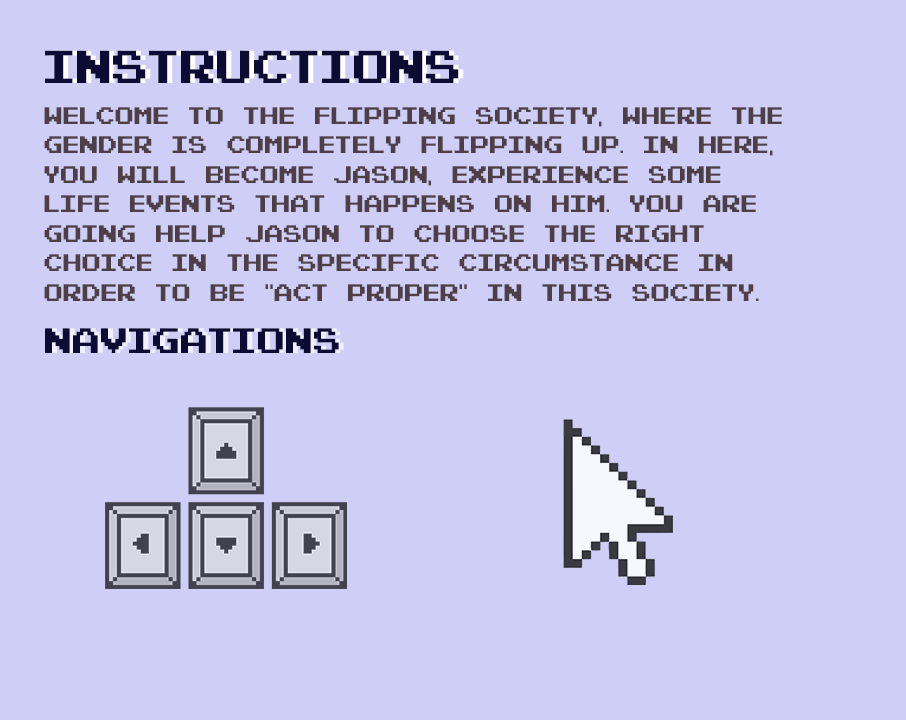 INSTRUCTIONS
WELCOME TO THE FLIPPING SOCIETY, WHERE THE
GENDER IS COMPLETELY FLIPPING UP. IN HERE,
YOU WILL BECOME JASON, EXPERIENCE SOME
LIFE EVENTS THAT HAPPENS ON HIM. YOU ARE
GOING HELP JASON TO CHOOSE THE RIGHT
CHOICE IN THE SPECIFIC CIRCUMSTANCE IN
ORDER TO BE "ACT PROPER" IN THIS SOCIETY.
NAVIGATIONS